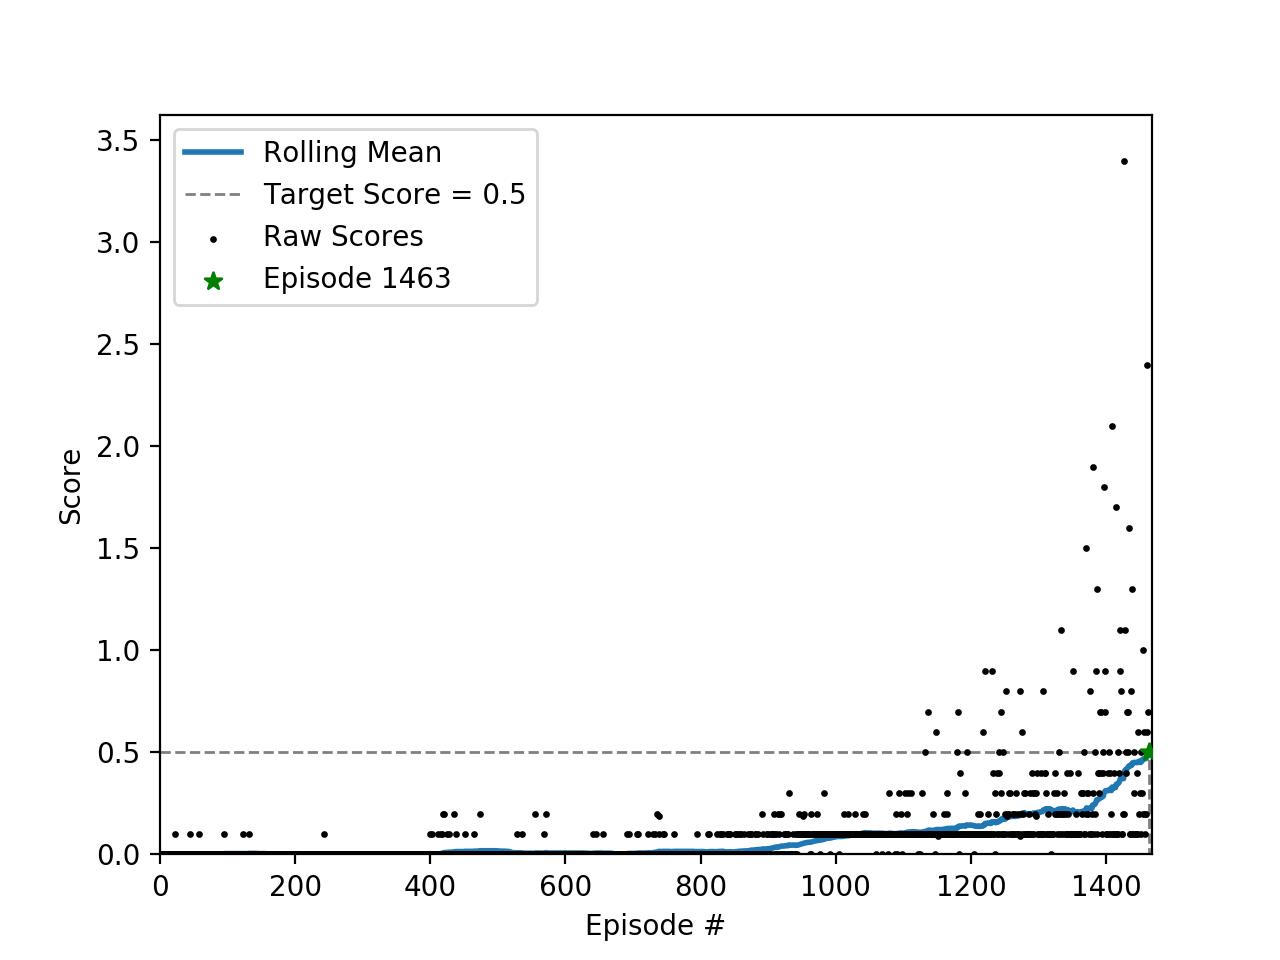 3.5
3.0
2.5
2.0
1.5
1.0
0.5
0.0
Score
Rolling Mean
Target Score = 0.5
Raw Scores
Episode 1463
0 200 400 600 800 1000 1200 1400
Episode #